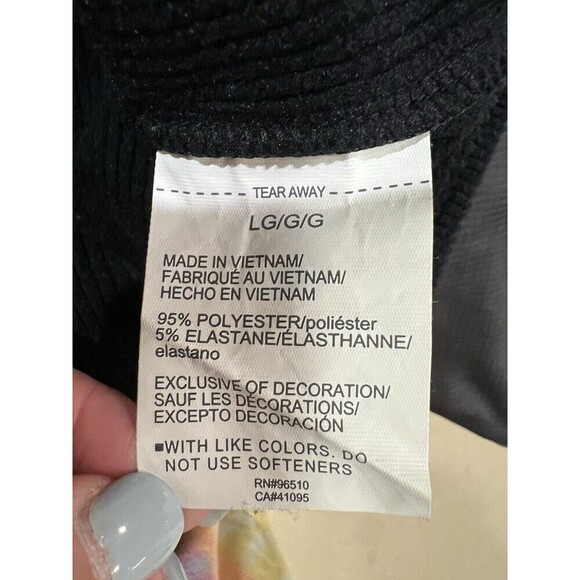 TEAR AWAY
LG/G/G
MADE IN VIETNAM/
FABRIQUÉ AU VIETNAM/
HECHO EN VIETNAM
95% POLYESTER/poliéster
5% ELASTANE/ÉLASTHANNE/
elastano
EXCLUSIVE OF DECORATION/
SAUF LES DÉCORATIONS/
EXCEPTO DECORACIÓN
■WITH LIKE COLORS. DO
NOT USE SOFTENERS
RN#96510
CA#41095